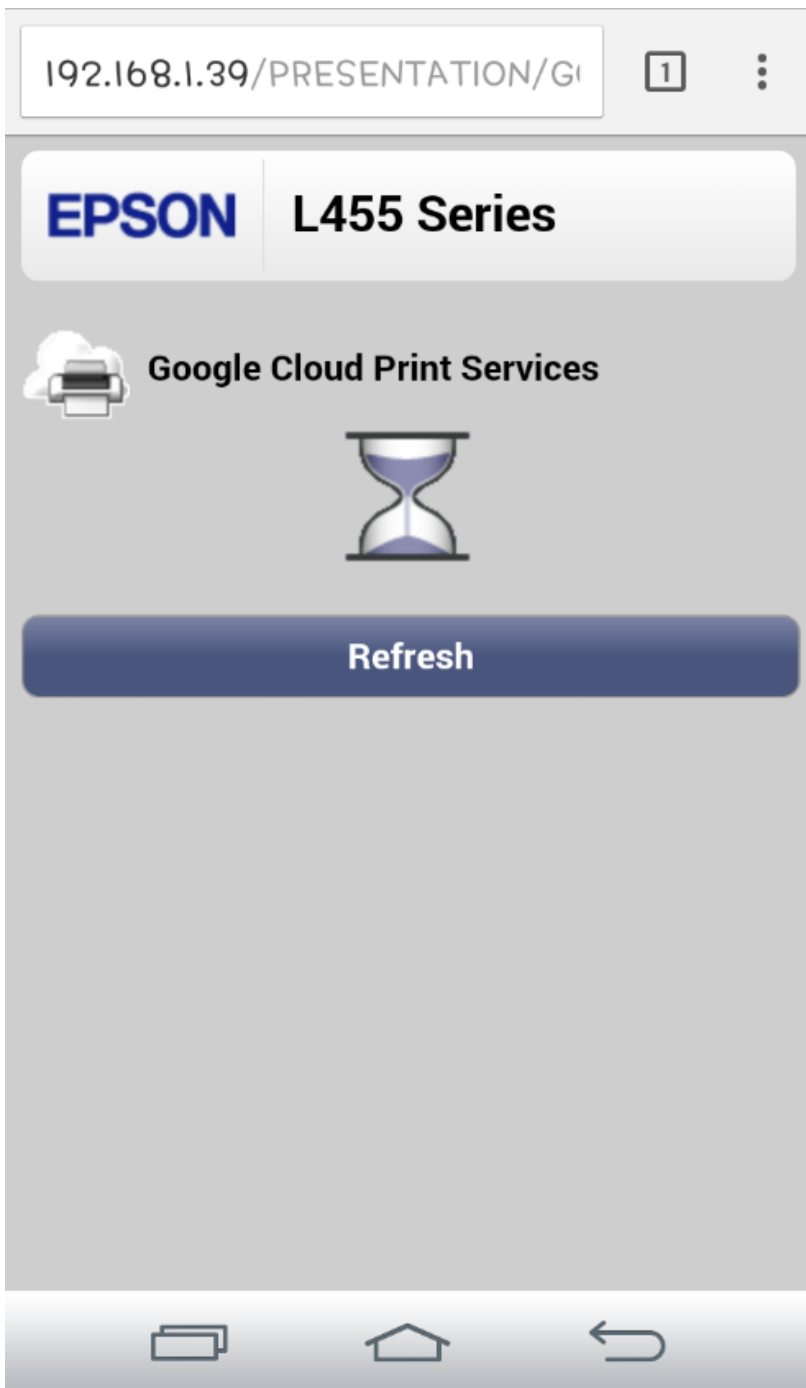 192.168.1.39/PRESENTATION/G
1
EPSON
L455 Series
Google Cloud Print Services
Refresh